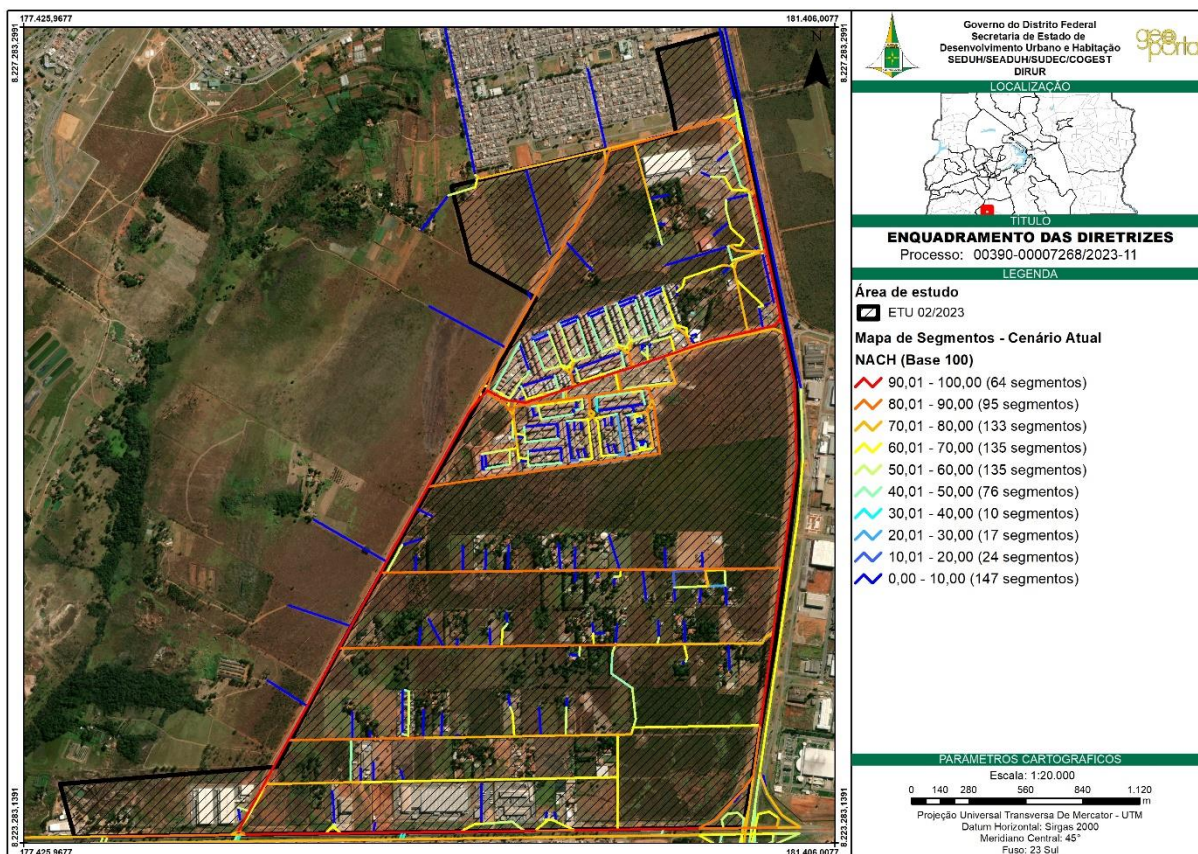 177.425,9677
181.406,0077
8.227.283,2991
8.227.283,2991
N
Governo do Distrito Federal
Secretaria de Estado de
Desenvolvimento Urbano e Habitação
SEDUH/SEADUH/SUDEC/COGEST
DIRUR
geo
portal
LOCALIZAÇÃO
TÍTULO
ENQUADRAMENTO DAS DIRETRIZES
Processo: 00390-00007268/2023-11
LEGENDA
Área de estudo
ETU 02/2023
Mapa de Segmentos - Cenário Atual
NACH (Base 100)
90,01 - 100,00 (64 segmentos)
80,01 - 90,00 (95 segmentos)
70,01 - 80,00 (133 segmentos)
60,01 - 70,00 (135 segmentos)
50,01 - 60,00 (135 segmentos)
40,01 - 50,00 (76 segmentos)
30,01 - 40,00 (10 segmentos)
20,01 - 30,00 (17 segmentos)
10,01 - 20,00 (24 segmentos)
0,00 - 10,00 (147 segmentos)
PARAMETROS CARTOGRAFICOS
Escala: 1:20.000
0 140 280 560 840 1.120
m
Projeção Universal Transversa De Mercator - UTM
Datum Horizontal: Sirgas 2000
Meridiano Central: 45°
Fuso: 23 Sul
8.223.283,1391
8.223.283,1391
177.425,9677
181.406,0077